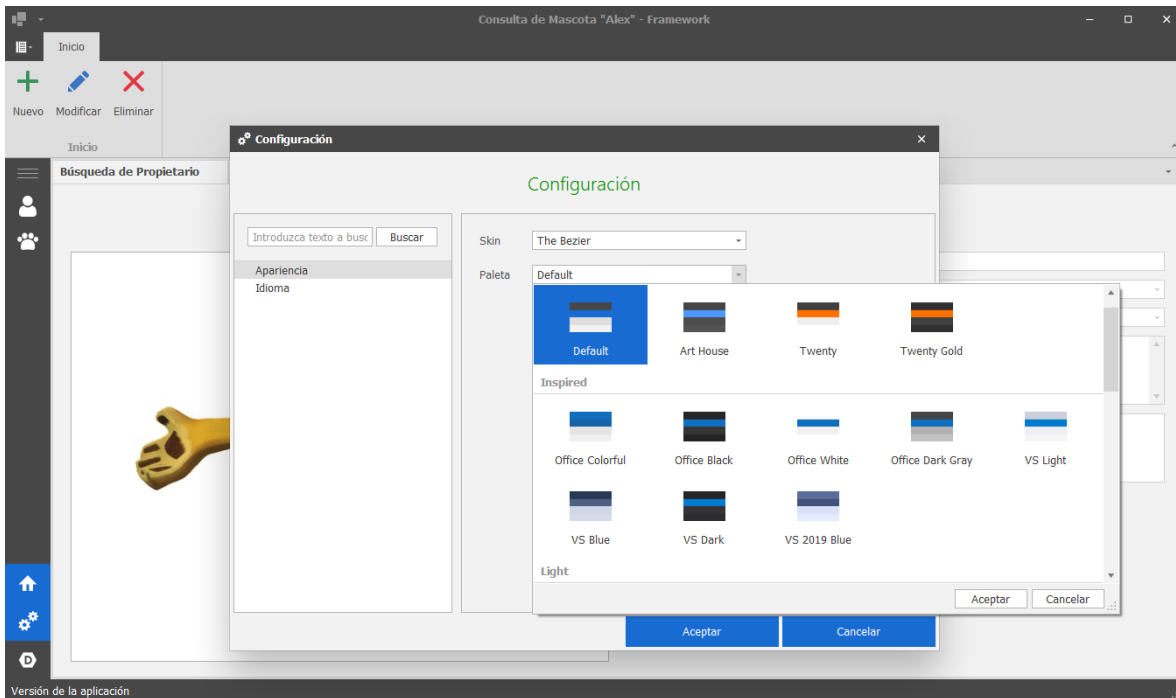 Consulta de Mascota "Alex" - Framework
Inicio
Nuevo Modificar Eliminar
Inicio
Búsqueda de Propietario
Configuración
Configuración
Introduzca texto a busc Buscar
Apariencia
Idioma
Skin The Bezier
Paleta Default
Default Art House Twenty Twenty Gold
Inspired
Office Colorful Office Black Office White Office Dark Gray VS Light
VS Blue VS Dark VS 2019 Blue
Light
Aceptar Cancelar
Aceptar Cancelar
D
Versión de la aplicación